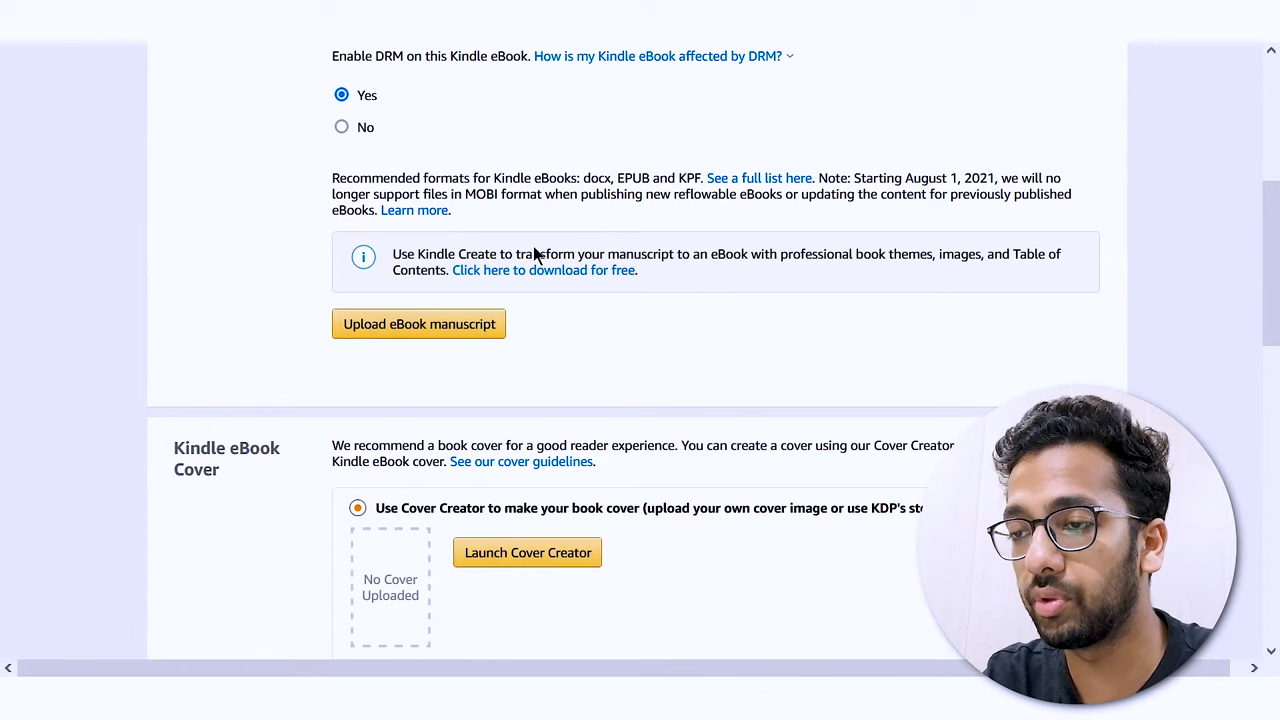 Enable DRM on this Kindle eBook. How is my Kindle eBook affected by DRM?
Yes
No
Recommended formats for Kindle eBooks: docx, EPUB and KPF. See a full list here. Note: Starting August 1, 2021, we will no
longer support files in MOBI format when publishing new reflowable eBooks or updating the content for previously published
eBooks. Learn more.
Use Kindle Create to transform your manuscript to an eBook with professional book themes, images, and Table of
Contents. Click here to download for free.
Upload eBook manuscript
Kindle eBook
Cover
We recommend a book cover for a good reader experience. You can create a cover using our Cover Creator
Kindle eBook cover. See our cover guidelines.
Use Cover Creator to make your book cover (upload your own cover image or use KDP's
Launch Cover Creator
No Cover
Uploaded